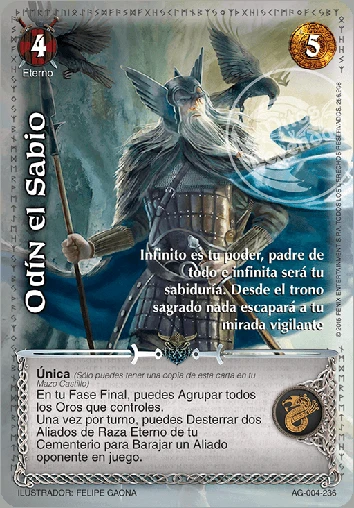 4
Eterno
5
Odín el Sabio
Infinito es tu poder, padre de
todo e infinita será tu
sabiduría. Desde el trono
sagrado nada escapará a tu
mirada vigilante
Única (Sólo puedes tener una copia de esta carta en tu
Mazo Castillo)
En tu Fase Final, puedes Agrupar todos
los Oros que controles.
Una vez por turno, puedes Desterrar dos
Aliados de Raza Eterno de tu
Cementerio para Barajar un Aliado
oponente en juego.
ILUSTRADOR: FELIPE GAONA
AG-004-236